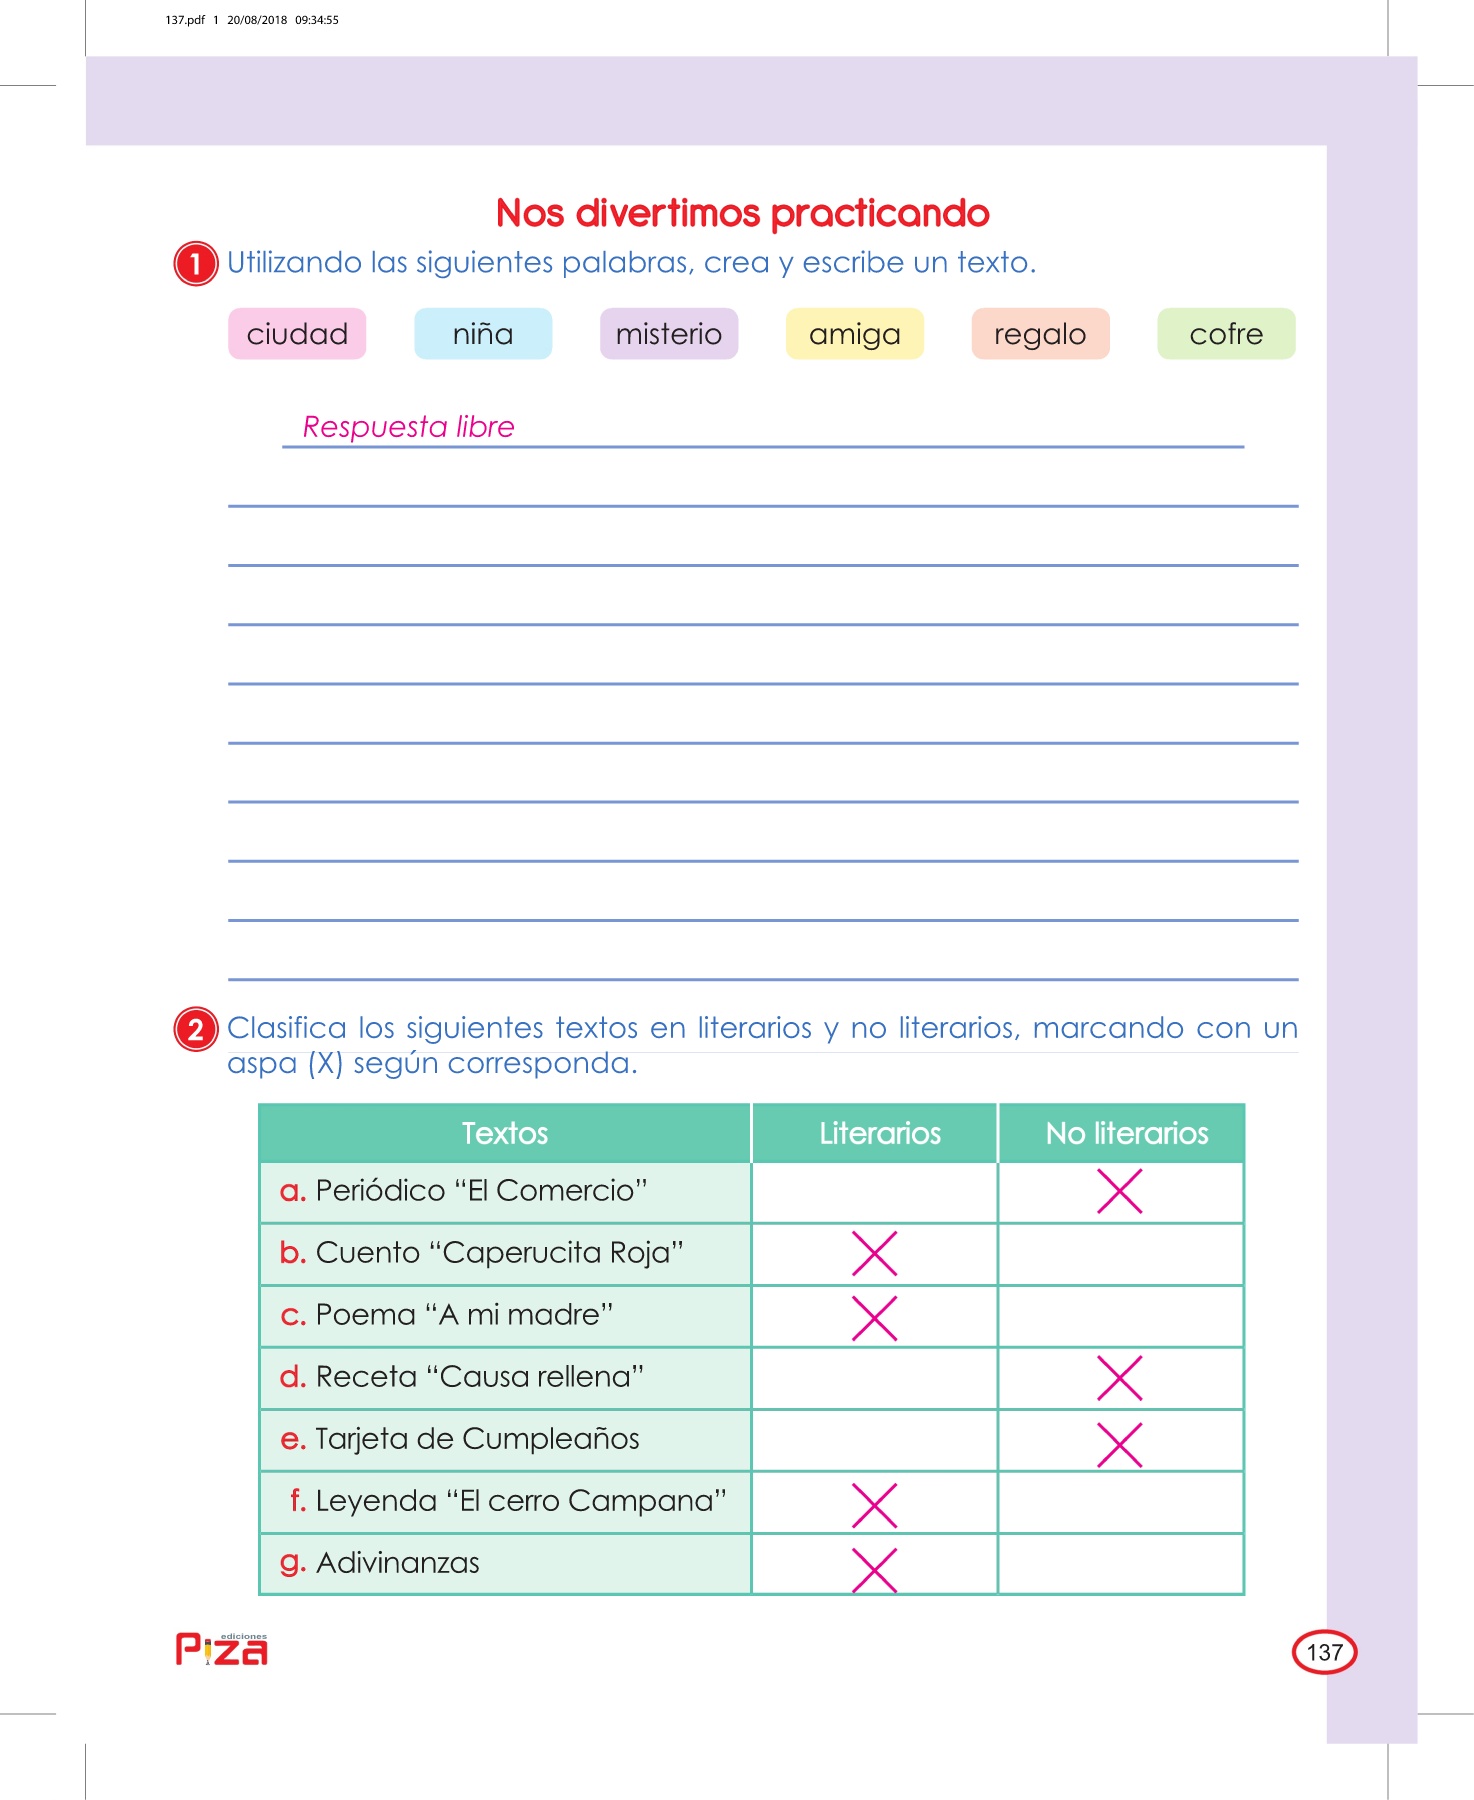 137.pdf 1 20/08/2018 09:34:55
Nos divertimos practicando
1 Utilizando las siguientes palabras, crea y escribe un texto.
ciudad niña misterio amiga regalo cofre
Respuesta libre
2 Clasifica los siguientes textos en literarios y no literarios, marcando con un
aspa (X) según corresponda.
Textos Literarios No literarios
a. Periódico “El Comercio” X
b. Cuento “Caperucita Roja” X
c. Poema “A mi madre” X
d. Receta “Causa rellena” X
e. Tarjeta de Cumpleaños X
f. Leyenda “El cerro Campana” X
g. Adivinanzas X
ediciones
Piza
137